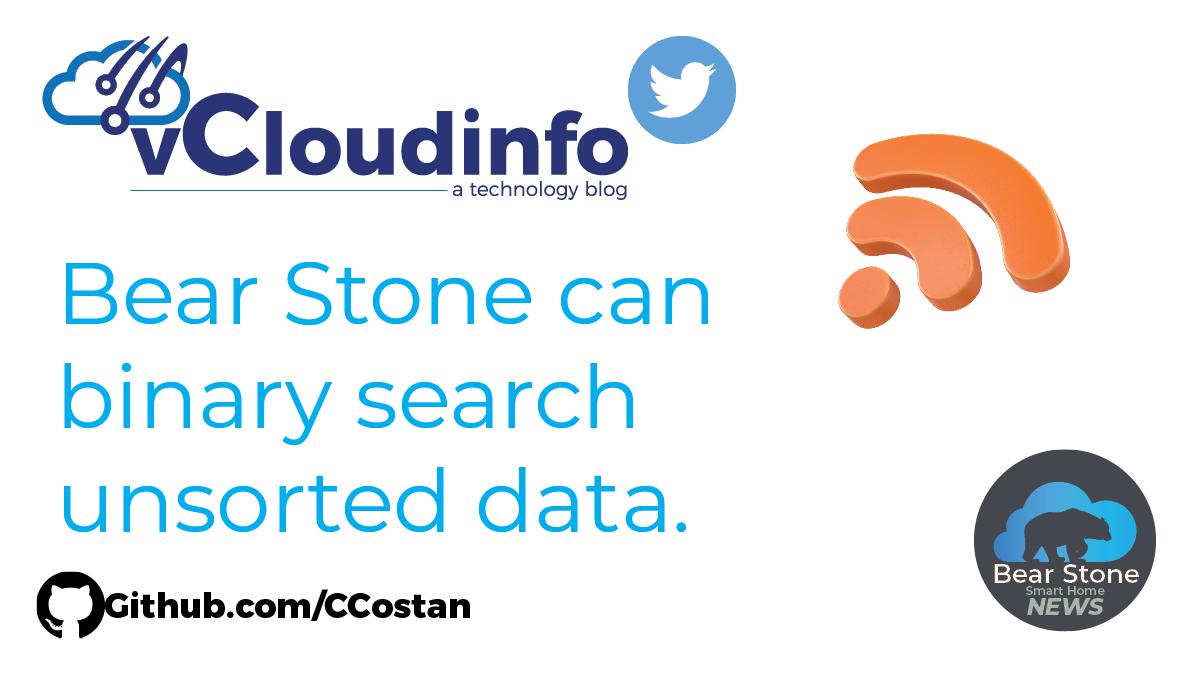 vCloudinfo
a technology blog
Bear Stone can
binary search
unsorted data.
Github.com/CCostan
Bear Stone
Smart Home
NEWS